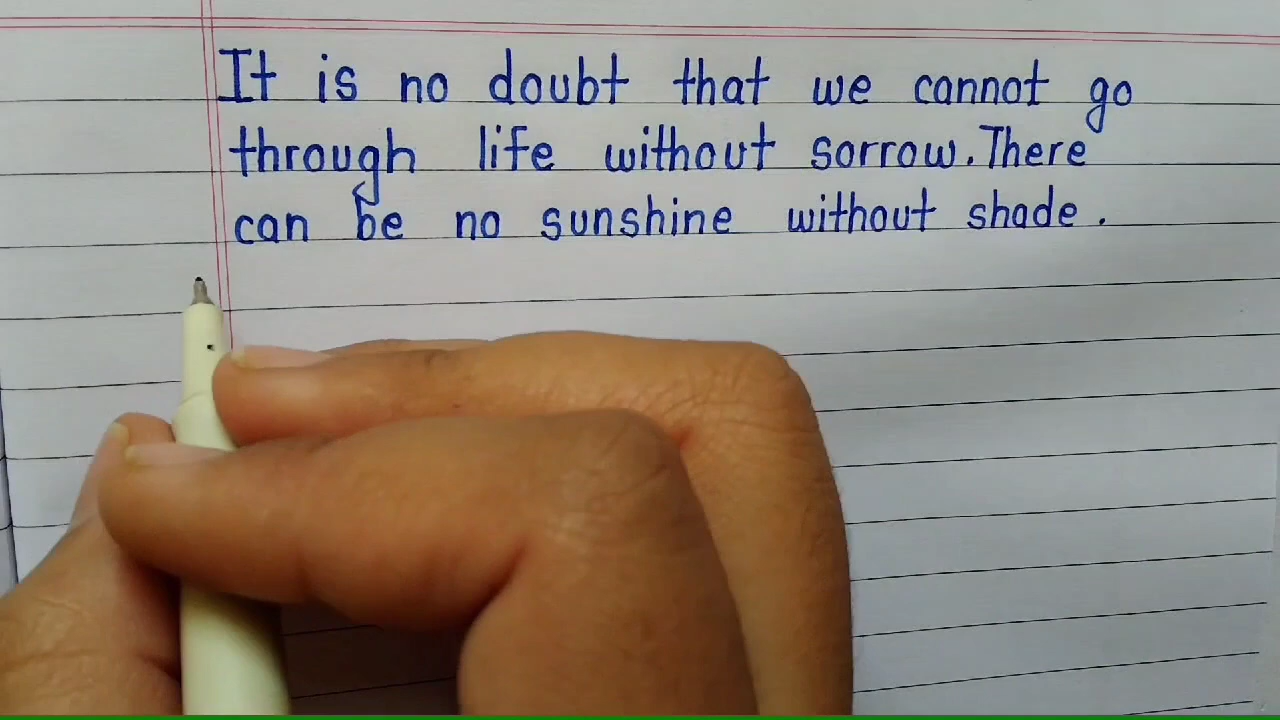 It is no doubt that we cannot go
through life without sorrow. There
can be no sunshine without shade.